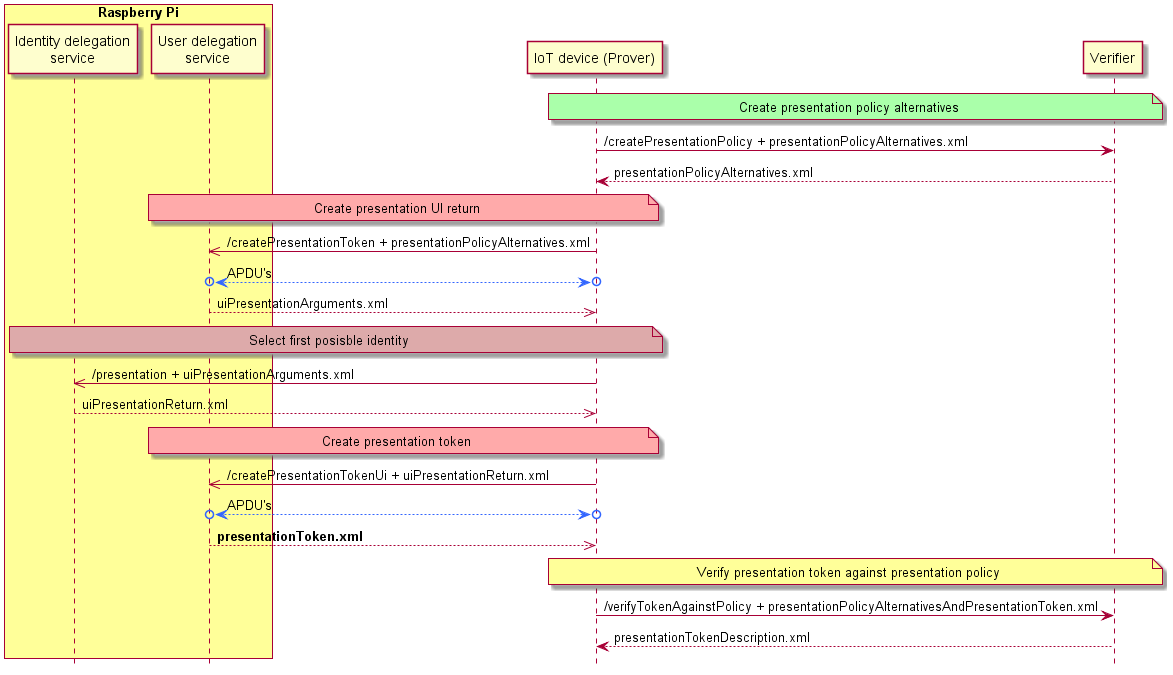 Raspberry Pi
Identity delegation
service
User delegation
service
IoT device (Prover)
Verifier
Create presentation policy alternatives
/createPresentationPolicy + presentationPolicyAlternatives.xml
presentationPolicyAlternatives.xml
Create presentation UI return
/createPresentationToken + presentationPolicyAlternatives.xml
APDU's
uiPresentationArguments.xml
Select first posisble identity
/presentation + uiPresentationArguments.xml
uiPresentationReturn.xml
Create presentation token
/createPresentationTokenUi + uiPresentationReturn.xml
APDU's
presentationToken.xml
Verify presentation token against presentation policy
/verifyTokenAgainstPolicy + presentationPolicyAlternativesAndPresentationToken.xml
presentationTokenDescription.xml